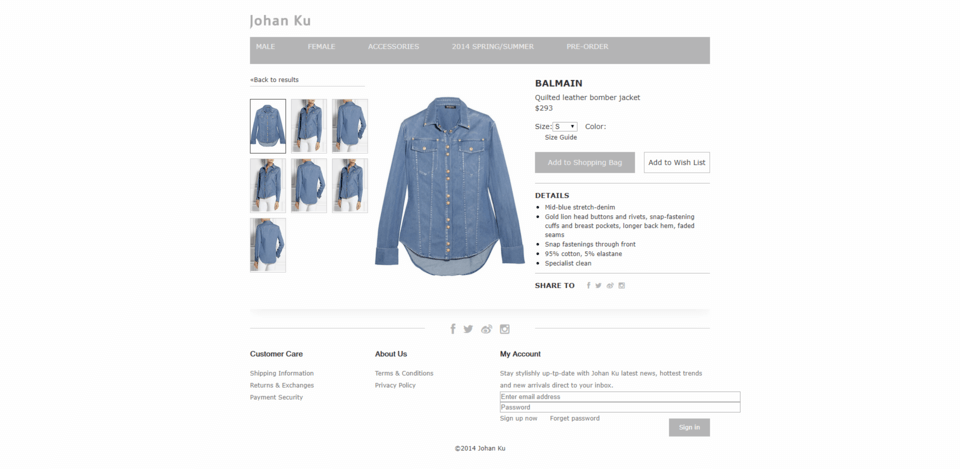 Johan Ku
MALE FEMALE ACCESSORIES 2014 SPRING/SUMMER PRE-ORDER
<Back to results
BALMAIN
Quilted leather bomber jacket
$293
Size: S Color:
Size Guide
Add to Shopping Bag Add to Wish List
DETAILS
Mid-blue stretch-denim
Gold lion head buttons and rivets, snap-fastening
cuffs and breast pockets, longer back hem, faded
seams
Snap fastenings through front
95% cotton, 5% elastane
Specialist clean
SHARE TO
Customer Care About Us My Account
Shipping Information Terms & Conditions Stay stylishly up-tp-date with Johan Ku latest news, hottest trends
Returns & Exchanges Privacy Policy and new arrivals direct to your inbox.
Payment Security Enter email address
Password
Sign up now Forget password
Sign in
©2014 Johan Ku